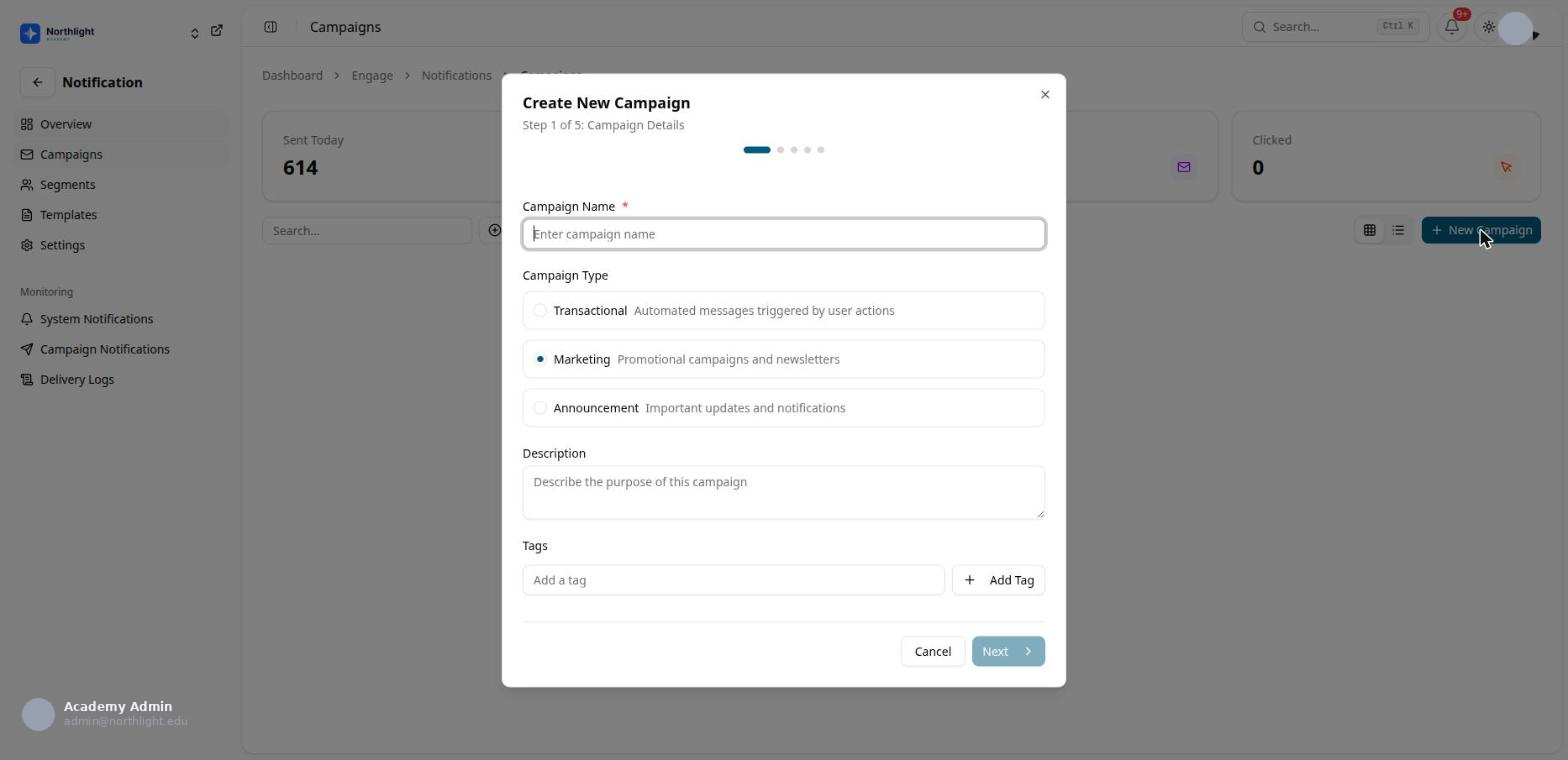 Northlight
ACADEMY
Campaigns
Search...
Ctrl K
9+
Notification
Dashboard
Engage
Notifications
Overview
Campaigns
Segments
Templates
Settings
Monitoring
System Notifications
Campaign Notifications
Delivery Logs
Sent Today
614
Clicked
0
Search...
New Campaign
Create New Campaign
Step 1 of 5: Campaign Details
Campaign Name *
Enter campaign name
Campaign Type
Transactional Automated messages triggered by user actions
Marketing Promotional campaigns and newsletters
Announcement Important updates and notifications
Description
Describe the purpose of this campaign
Tags
Add a tag
Add Tag
Cancel
Next
Academy Admin
admin@northlight.edu